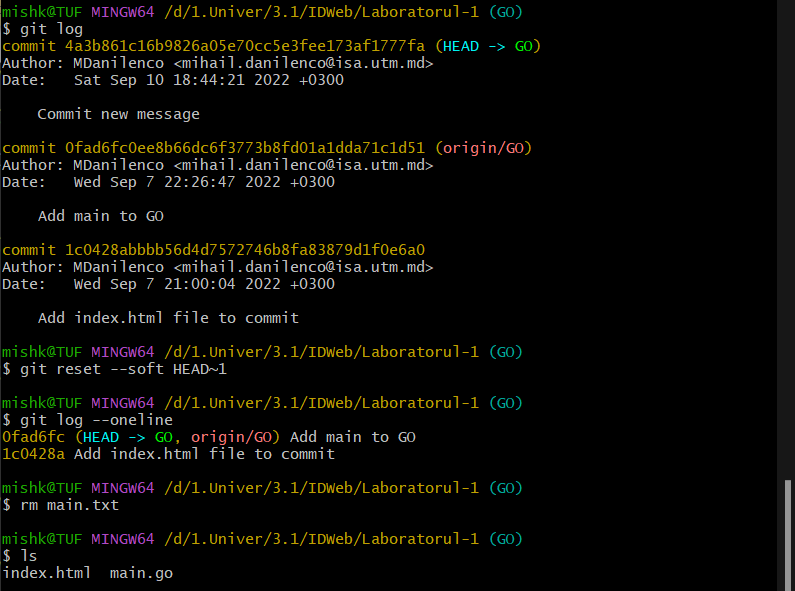 mishk@TUF MINGW64 /d/1.Univer/3.1/IDWeb/Laboratorul-1 (GO)
$ git log
commit 4a3b861c16b9826a05e70cc5e3fee173af1777fa (HEAD -> GO)
Author: MDanilenco <mihail.danilenco@isa.utm.md>
Date:   Sat Sep 10 18:44:21 2022 +0300

    Commit new message

commit 0fad6fc0ee8b66dc6f3773b8fd01a1dda71c1d51 (origin/GO)
Author: MDanilenco <mihail.danilenco@isa.utm.md>
Date:   Wed Sep 7 22:26:47 2022 +0300

    Add main to GO

commit 1c0428abbbb56d4d7572746b8fa83879d1f0e6a0
Author: MDanilenco <mihail.danilenco@isa.utm.md>
Date:   Wed Sep 7 21:00:04 2022 +0300

    Add index.html file to commit

mishk@TUF MINGW64 /d/1.Univer/3.1/IDWeb/Laboratorul-1 (GO)
$ git reset --soft HEAD~1

mishk@TUF MINGW64 /d/1.Univer/3.1/IDWeb/Laboratorul-1 (GO)
$ git log --oneline
0fad6fc (HEAD -> GO, origin/GO) Add main to GO
1c0428a Add index.html file to commit

mishk@TUF MINGW64 /d/1.Univer/3.1/IDWeb/Laboratorul-1 (GO)
$ rm main.txt

mishk@TUF MINGW64 /d/1.Univer/3.1/IDWeb/Laboratorul-1 (GO)
$ ls
index.html  main.go